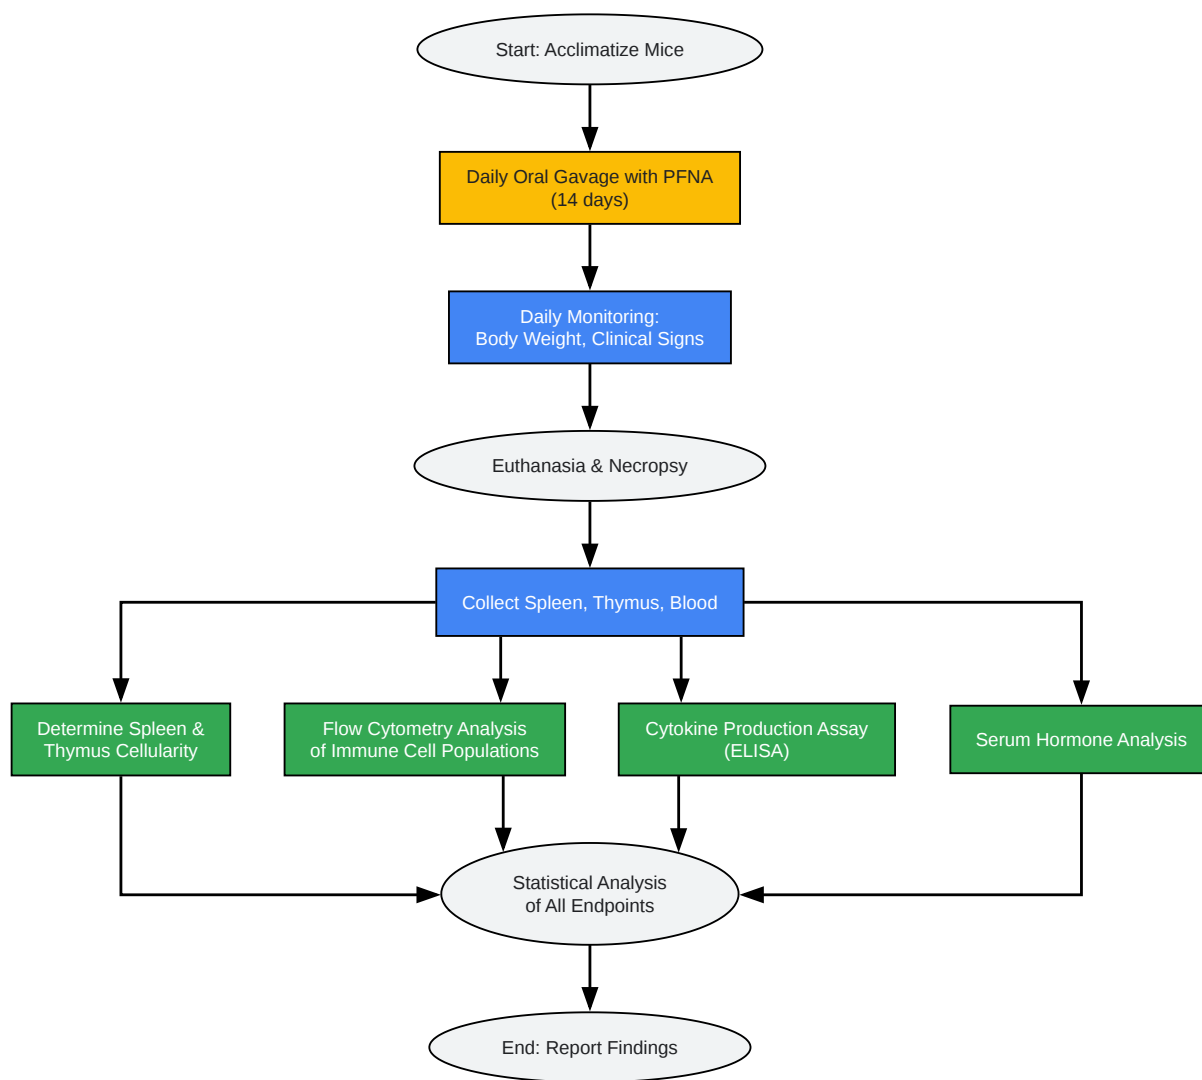 Start: Acclimatize Mice
Daily Oral Gavage with PFNA
(14 days)
Daily Monitoring:
Body Weight, Clinical Signs
Euthanasia & Necropsy
Collect Spleen, Thymus, Blood
Determine Spleen &
Thymus Cellularity
Flow Cytometry Analysis
of Immune Cell Populations
Cytokine Production Assay
(ELISA)
Serum Hormone Analysis
Statistical Analysis
of All Endpoints
End: Report Findings